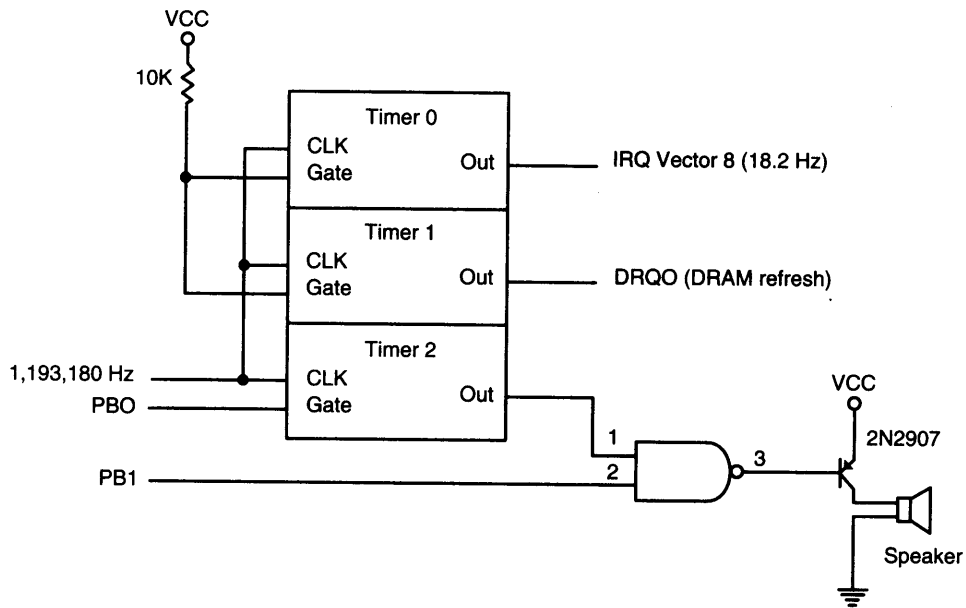 VCC
10K
Timer 0
CLK
Gate
Out
IRQ Vector 8 (18.2 Hz)
Timer 1
CLK
Gate
Out
DRQO (DRAM refresh)
Timer 2
1,193,180 Hz
CLK
PBO
Gate
Out
VCC
2N2907
1
2
3
PB1
Speaker